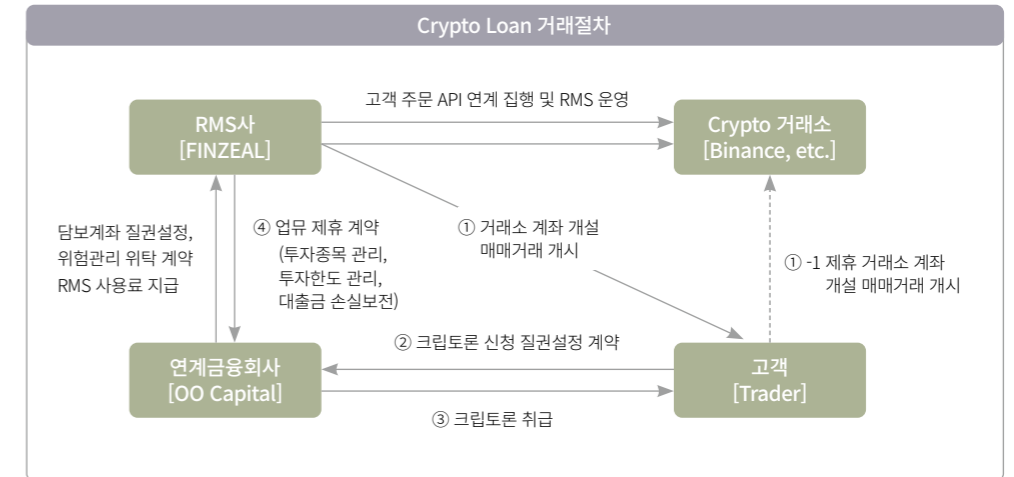 Crypto Loan 거래절차
고객 주문 API 연계 집행 및 RMS 운영
RMS사
[FINZEAL]
Crypto 거래소
[Binance, etc.]
담보계좌 질권설정,
위험관리 위탁 계약
RMS 사용료 지급
④ 업뮤 제휴 계약
(투자종목 관리,
투자한도 관리,
대출금 손실보전)
① 거래소 계좌 개설
매매거래 개시
① -1 제휴 거래소 계좌
개설 매매거래 개시
② 크립토론 신청 질권설정 계약
연계금융회사
[OO Capital]
고객
[Trader]
③ 크립토론 취급